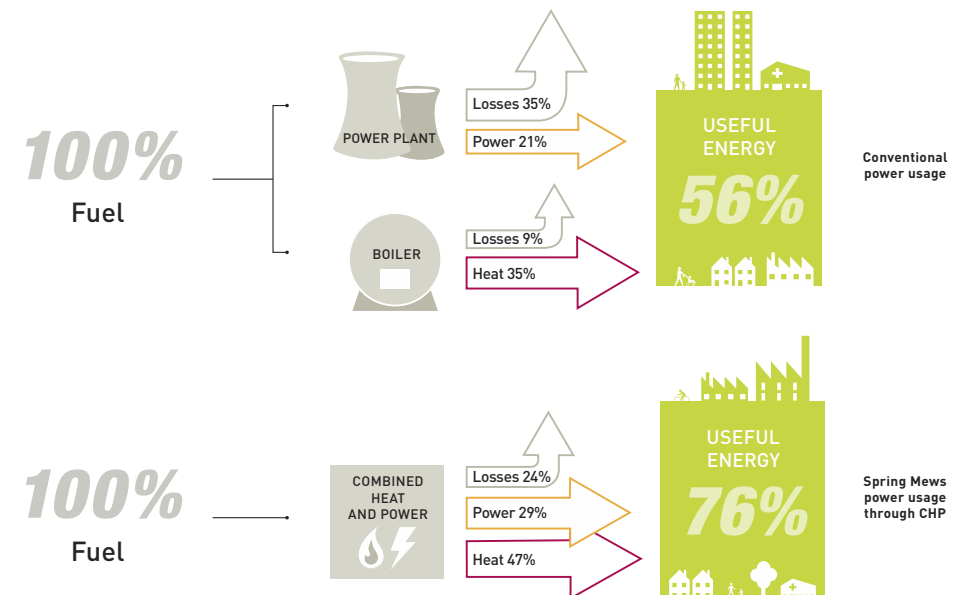 100%
Fuel
POWER PLANT
Losses 35%
Power 21%
BOILER
Losses 9%
Heat 35%
USEFUL
ENERGY
56%
Conventional
power usage
100%
Fuel
COMBINED
HEAT
AND POWER
Losses 24%
Power 29%
Heat 47%
USEFUL
ENERGY
76%
Spring Mews
power usage
through CHP